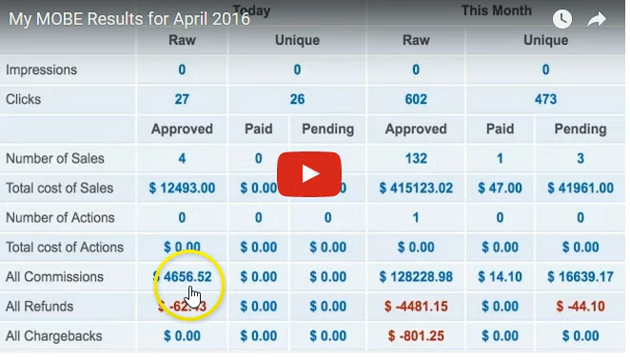 My MOBE Results for April 2016
Today This Month
Raw Unique Raw Unique
Impressions 0 0 0 0
Clicks 27 26 602 473
Approved Paid Pending Approved Paid Pending
Number of Sales 4 0 132 1 3
Total cost of Sales $ 12493.00 $ 0.00 $ 415123.02 $ 47.00 $ 41961.00
Number of Actions 0 0 0 1 0 0
Total cost of Actions $ 0.00 $ 0.00 $ 0.00 $ 0.00 $ 0.00 $ 0.00
All Commissions $ 4656.52 $ 0.00 $ 0.00 $ 128228.98 $ 14.10 $ 16639.17
All Refunds $ 0.00 $ 0.00 $ -4481.15 $ 0.00 $ -44.10
All Chargebacks $ 0.00 $ 0.00 $ 0.00 $ -801.25 $ 0.00 $ 0.00